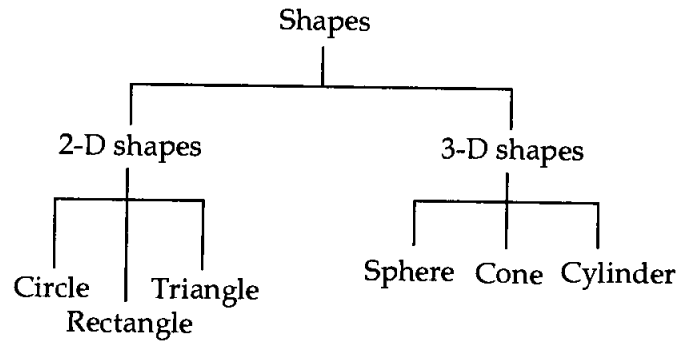 Shapes
2-D shapes
3-D shapes
Circle
Rectangle
Triangle
Sphere
Cone
Cylinder